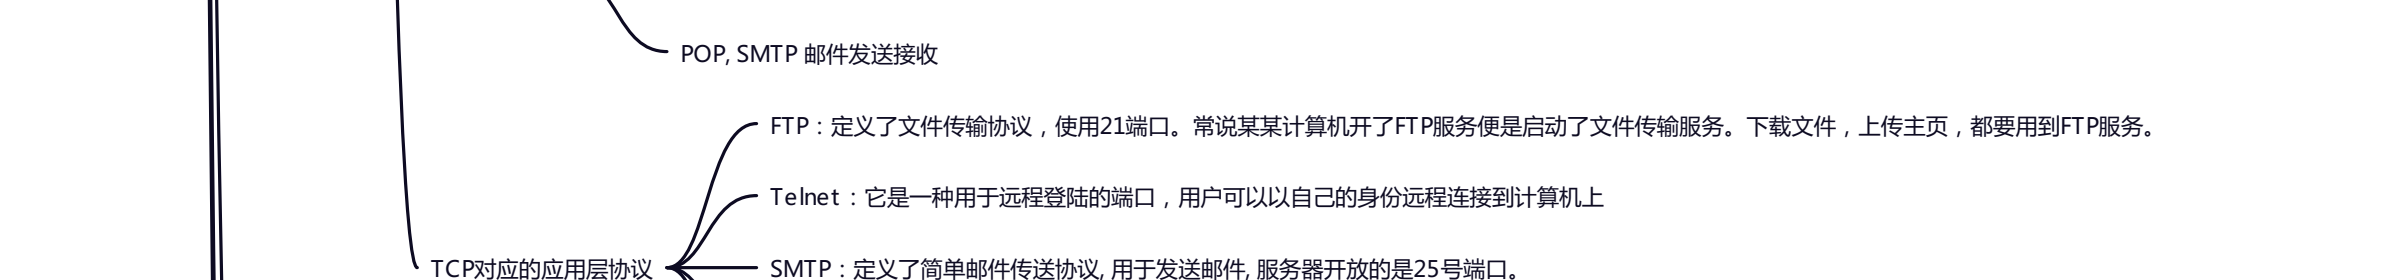 POP, SMTP 邮件发送接收
FTP：定义了文件传输协议，使用21端口。常说某某计算机开了FTP服务便是启动了文件传输服务。下载文件，上传主页，都要用到FTP服务。
Telnet：它是一种用于远程登陆的端口，用户可以以自己的身份远程连接到计算机上
TCP对应的应用层协议
SMTP：定义了简单邮件传送协议, 用于发送邮件, 服务器开放的是25号端口。